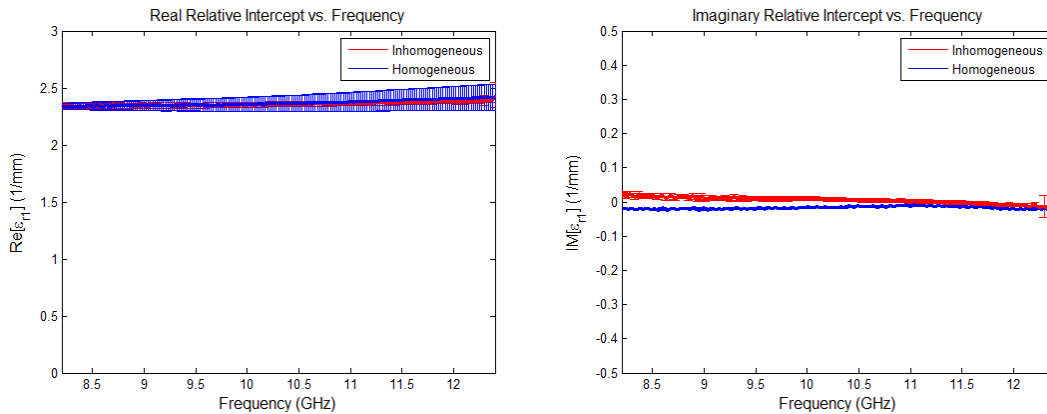 Real Relative Intercept vs. Frequency
3
2.5
2
1.5
1
0.5
0
Re[εr1] (1/mm)
Inhomogeneous
Homogeneous
8.5 9 9.5 10 10.5 11 11.5 12
Frequency (GHz)
Imaginary Relative Intercept vs. Frequency
0.5
0.4
0.3
0.2
0.1
0
-0.1
-0.2
-0.3
-0.4
-0.5
IM[εr1] (1/mm)
Inhomogeneous
Homogeneous
8.5 9 9.5 10 10.5 11 11.5 12
Frequency (GHz)